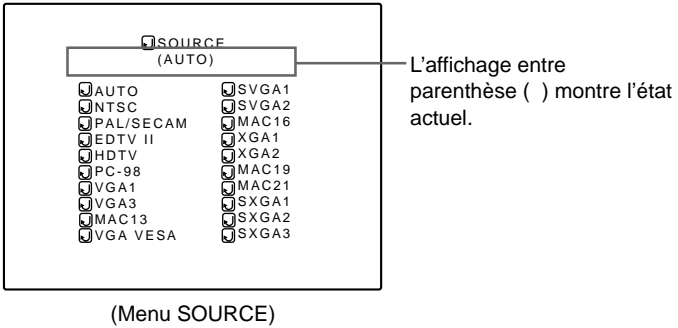 SOURCE
(AUTO)
AUTO
NTSC
PAL/SECAM
EDTV II
HDTV
PC-98
VGA1
VGA3
MAC13
VGA VESA
SVGA1
SVGA2
MAC16
XGA1
XGA2
MAC19
MAC21
SXGA1
SXGA2
SXGA3
L'affichage entre
parenthèse ( ) montre l'état
actuel.
(Menu SOURCE)